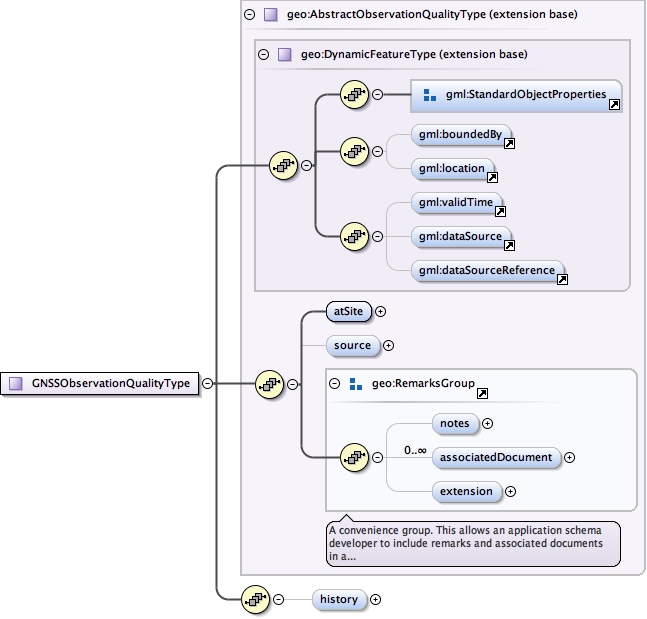 geo:AbstractObservationQualityType (extension base)
geo:DynamicFeatureType (extension base)
gml:StandardObjectProperties
gml:boundedBy
gml:location
gml:validTime
gml:dataSource
gml:dataSourceReference
atSite
source
GNSSObservationQualityType
geo:RemarksGroup
notes
0..∞
associatedDocument
extension
A convenience group. This allows an application schema
developer to include remarks and associated documents
in a...
history